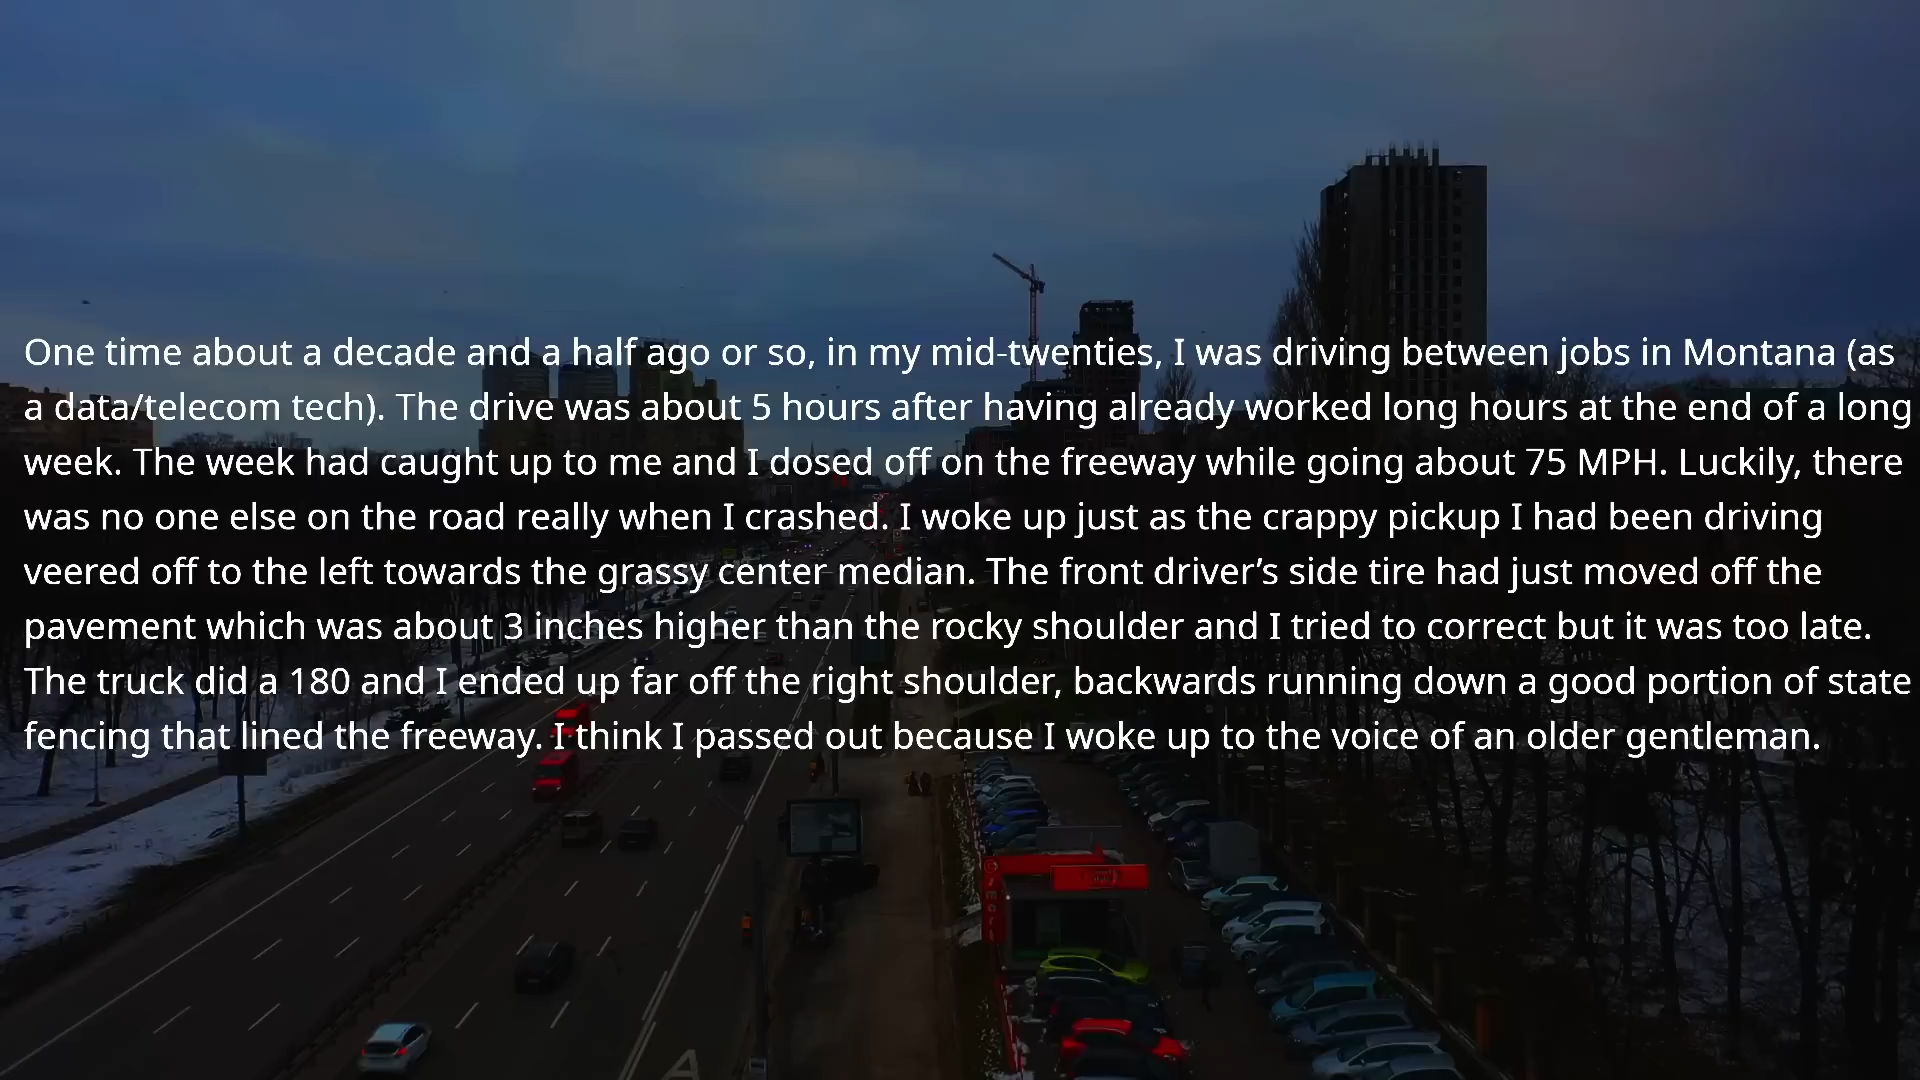 One time about a decade and a half ago or so, in my mid-twenties, I was driving between jobs in Montana (as
a data/telecom tech). The drive was about 5 hours after having already worked long hours at the end of a long
week. The week had caught up to me and I dosed off on the freeway while going about 75 MPH. Luckily, there
was no one else on the road really when I crashed. I woke up just as the crappy pickup I had been driving
veered off to the left towards the grassy center median. The front driver’s side tire had just moved off the
pavement which was about 3 inches higher than the rocky shoulder and I tried to correct but it was too late.
The truck did a 180 and I ended up far off the right shoulder, backwards running down a good portion of state
fencing that lined the freeway. I think I passed out because I woke up to the voice of an older gentleman.
A